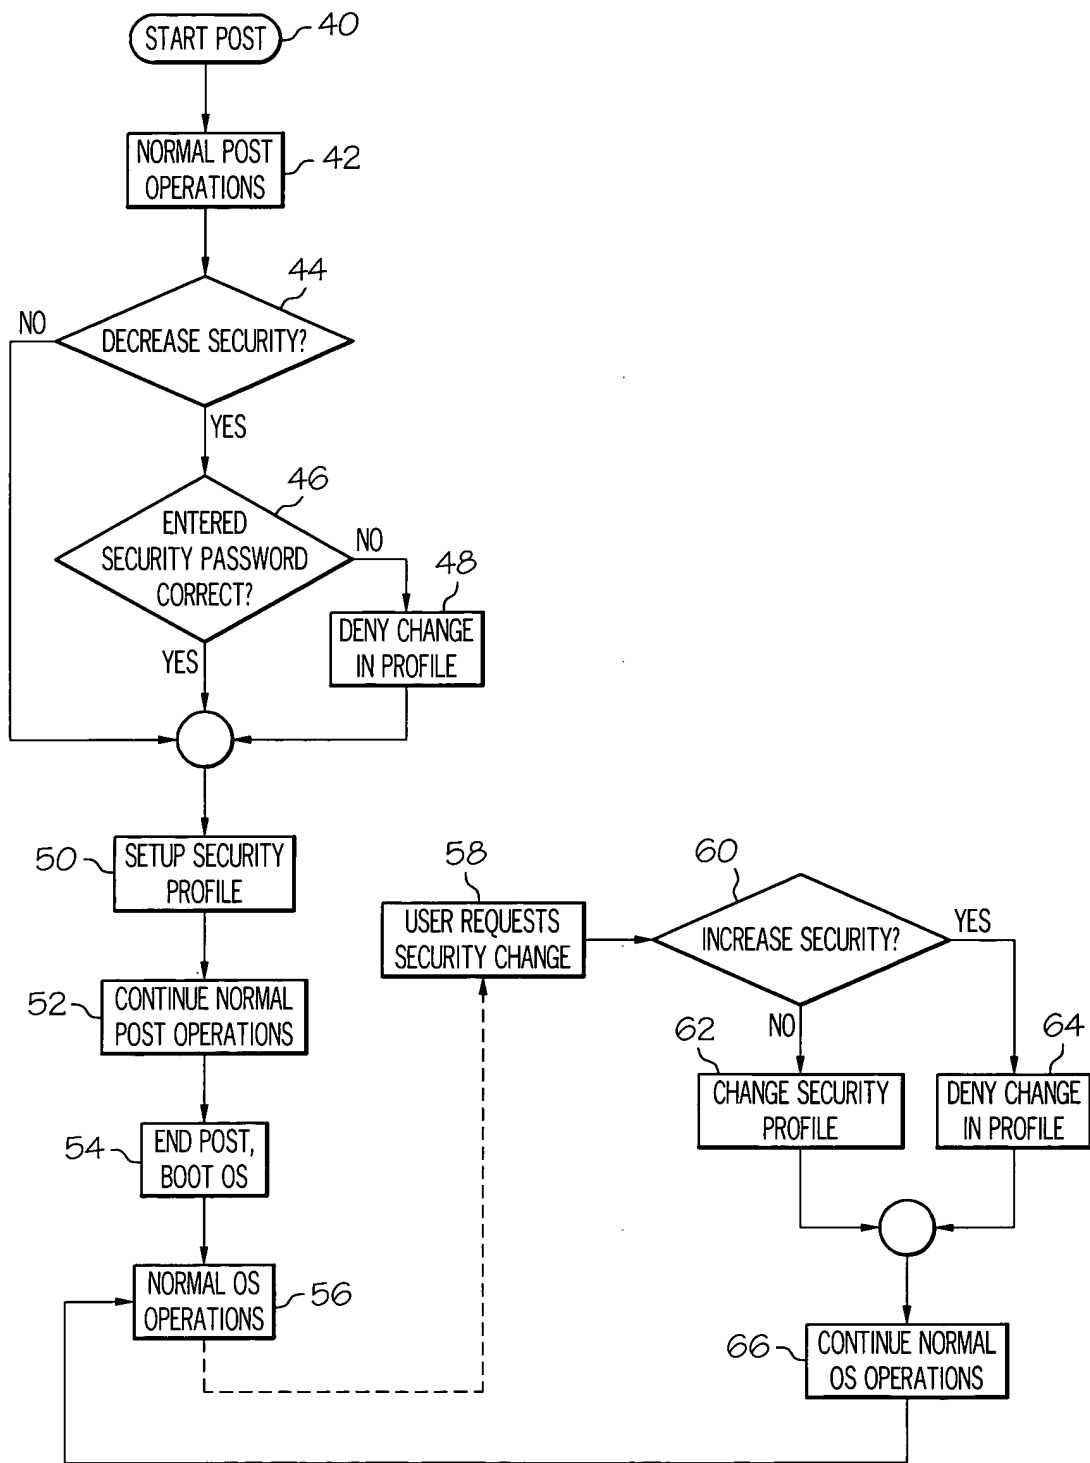 START POST
40
NORMAL POST
OPERATIONS
42
44
NO
DECREASE SECURITY?
YES
46
ENTERED
SECURITY PASSWORD
CORRECT?
NO
48
DENY CHANGE
IN PROFILE
YES
50
SETUP SECURITY
PROFILE
52
CONTINUE NORMAL
POST OPERATIONS
54
END POST,
BOOT OS
NORMAL OS
OPERATIONS
56
58
USER REQUESTS
SECURITY CHANGE
60
INCREASE SECURITY?
YES
NO
62
CHANGE SECURITY
PROFILE
64
DENY CHANGE
IN PROFILE
66
CONTINUE NORMAL
OS OPERATIONS